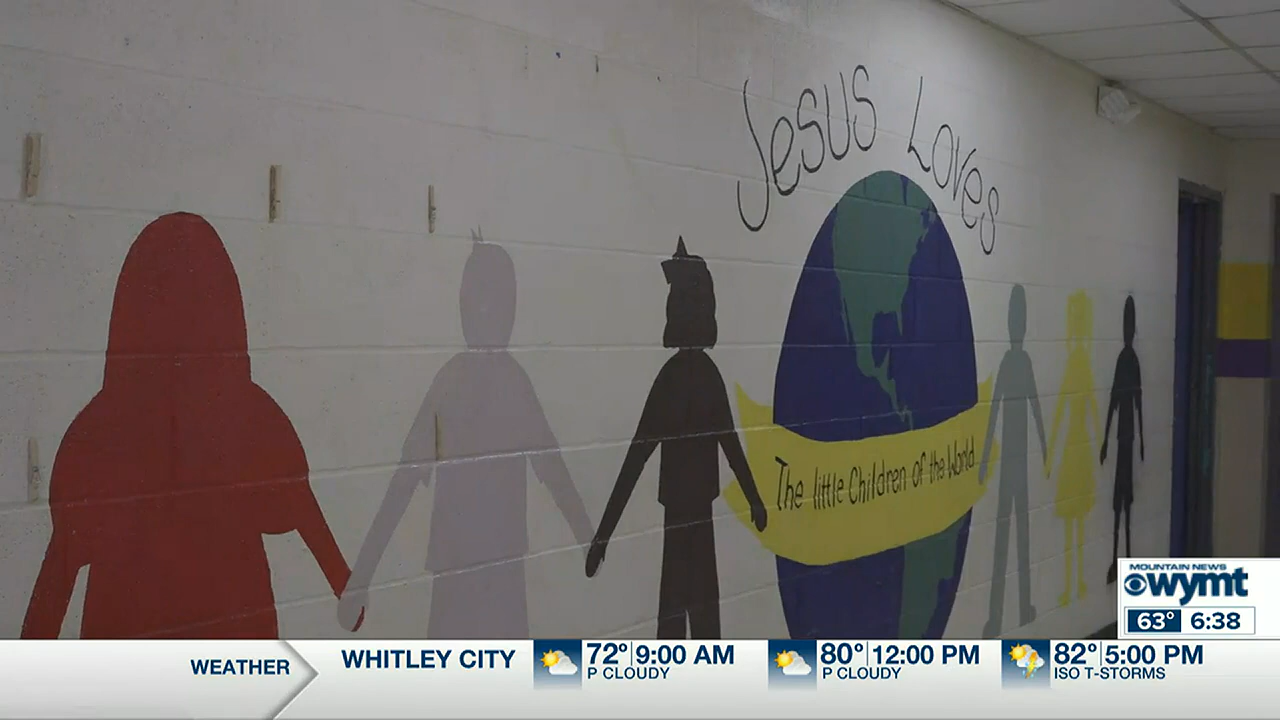 Jesus Loves
The little Children of the World
MOUNTAIN NEWS
wymt
63° 6:38
WEATHER
WHITLEY CITY
72° 9:00 AM
P CLOUDY
80° 12:00 PM
P CLOUDY
82° 5:00 PM
ISO T-STORMS